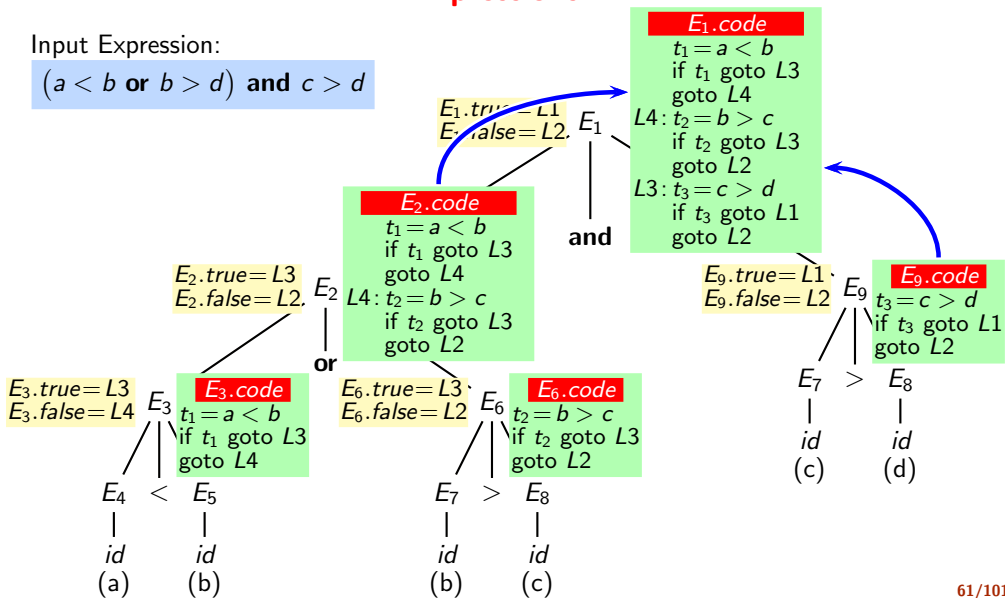 Input Expression:
(a < b or b > d) and c > d
E₁.code
t₁ = a < b
if t₁ goto L3
goto L4
L4: t₂ = b > c
if t₂ goto L3
goto L2
L3: t₃ = c > d
if t₃ goto L1
goto L2
E₁.true = L1
E₁.false = L2
E₁
and
E₂.code
t₁ = a < b
if t₁ goto L3
goto L4
L4: t₂ = b > c
if t₂ goto L3
goto L2
E₂.true = L3
E₂.false = L2
E₂
or
E₉.true = L1
E₉.false = L2
E₉
E₉.code
t₃ = c > d
if t₃ goto L1
goto L2
E₇ > E₈
id id
(c) (d)
E₃.true = L3
E₃.false = L4
E₃
E₃.code
t₁ = a < b
if t₁ goto L3
goto L4
E₄ < E₅
id id
(a) (b)
E₆.true = L3
E₆.false = L2
E₆
E₆.code
t₂ = b > c
if t₂ goto L3
goto L2
E₇ > E₈
id id
(b) (c)
61/101